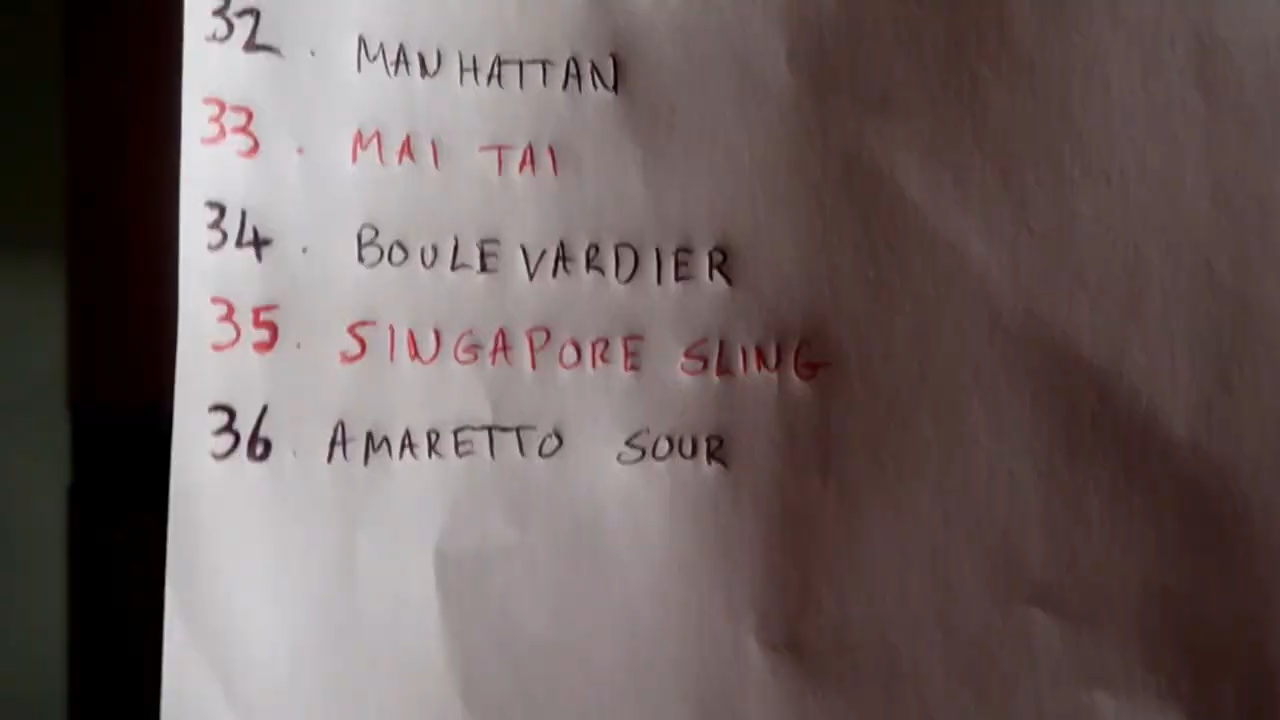 32. MANHATTAN
33. MAI TAI
34. BOULEVARDIER
35. SINGAPORE SLING
36. AMARETTO SOUR